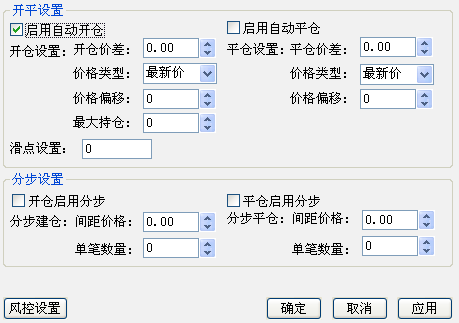 开平设置
启用自动开仓 启用自动平仓
开仓设置: 开仓价差: 0.00 平仓设置: 平仓价差: 0.00
价格类型: 最新价 价格类型: 最新价
价格偏移: 0 价格偏移: 0
最大持仓: 0
滑点设置: 0
分步设置
开仓启用分步 平仓启用分步
分步建仓: 间距价格: 0.00 分步平仓: 间距价格: 0.00
单笔数量: 0 单笔数量: 0
风控设置 确定 取消 应用